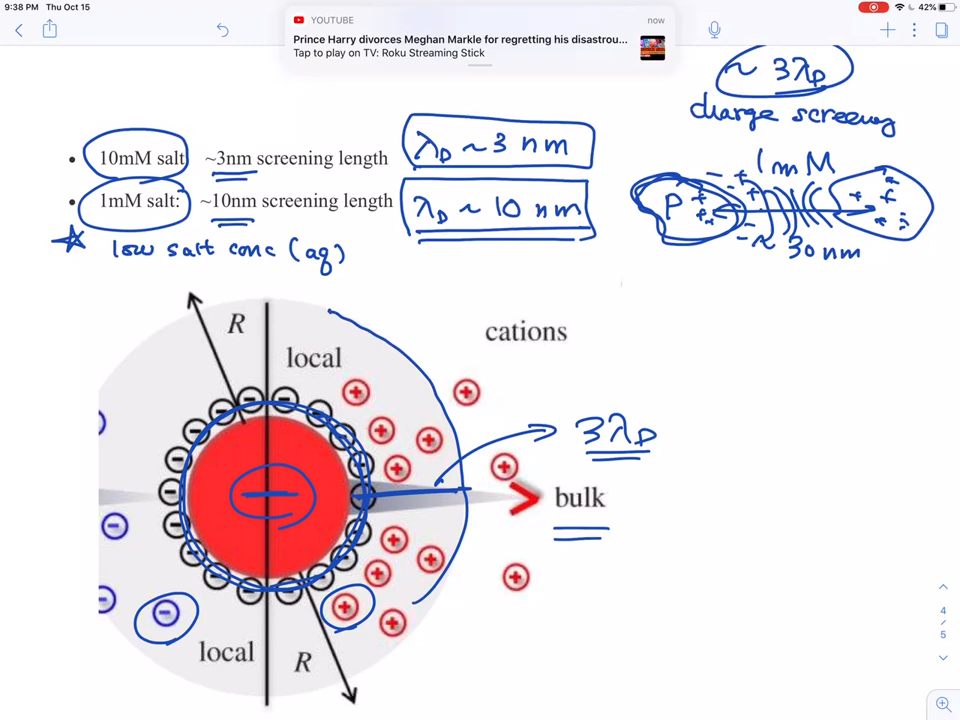 9:38 PM Thu Oct 15
42%
YOUTUBE
now
Prince Harry divorces Meghan Markle for regretting his disastrou...
Tap to play on TV: Roku Streaming Stick
~ 3λD
charge screening
• 10mM salt ~3nm screening length
λD ~ 3 nm
• 1mM salt: ~10nm screening length
λD ~ 10 nm
1mM
P
~ 30 nm
low salt conc (aq)
R
local
cations
3λD
bulk
local
R
4
/
5